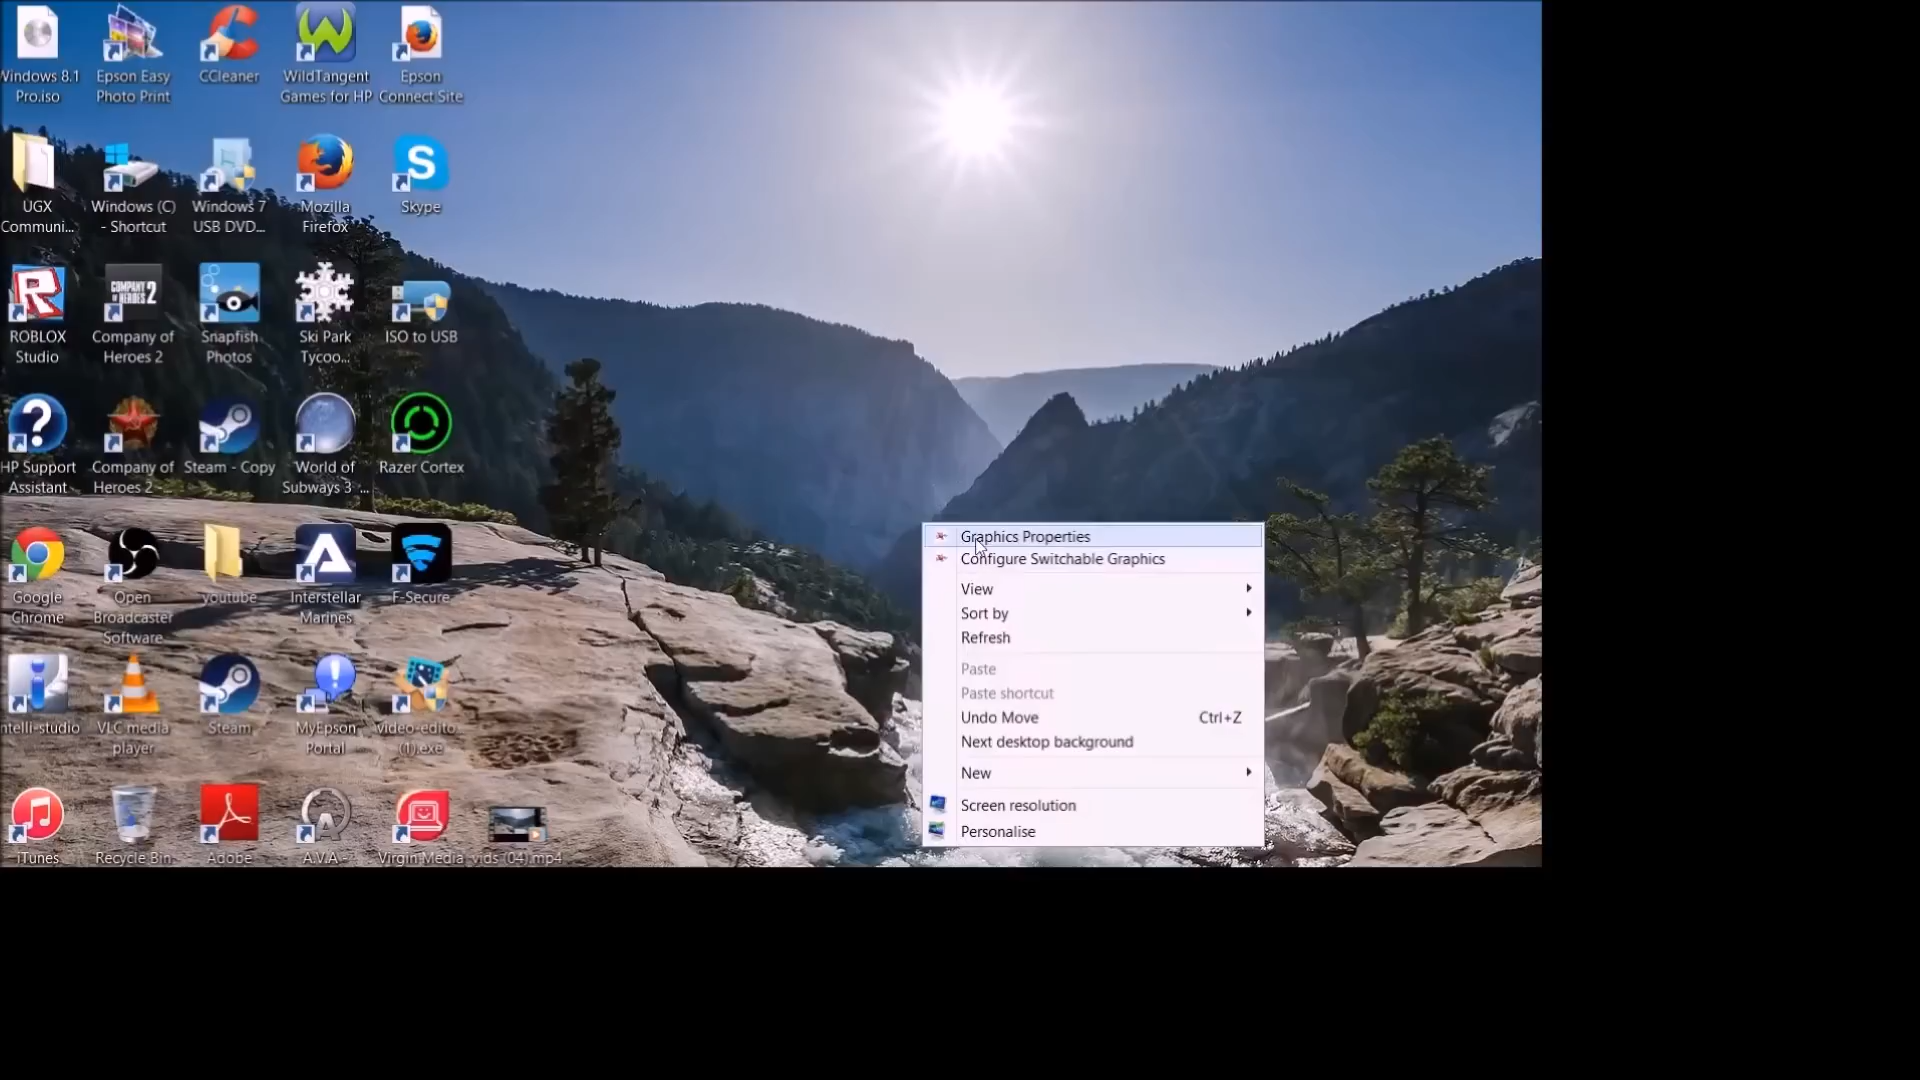 Windows 8.1
Pro.iso
Epson Easy
Photo Print
CCleaner
WildTangent
Games for HP
Epson
Connect Site
UGX
Communi...
Windows (C)
- Shortcut
Windows 7
USB DVD...
Mozilla
Firefox
S
Skype
R
ROBLOX
Studio
COMPANY
OF HEROES 2
Company of
Heroes 2
Snapfish
Photos
Ski Park
Tycoo...
ISO to USB
?
HP Support
Assistant
Company of
Heroes 2 -
Steam - Copy
World of
Subways 3 ...
Razer Cortex
Google
Chrome
Open
Broadcaster
Software
youtube
Interstellar
Marines
F-Secure
ntelli-studio
VLC media
player
Steam
MyEpson
Portal
video-edito...
(1).exe
iTunes
Recycle Bin
Adobe
A.V.A -
Virgin Media
vids (04).mp4
Graphics Properties
Configure Switchable Graphics
View
Sort by
Refresh
Paste
Paste shortcut
Undo Move Ctrl+Z
Next desktop background
New
Screen resolution
Personalise